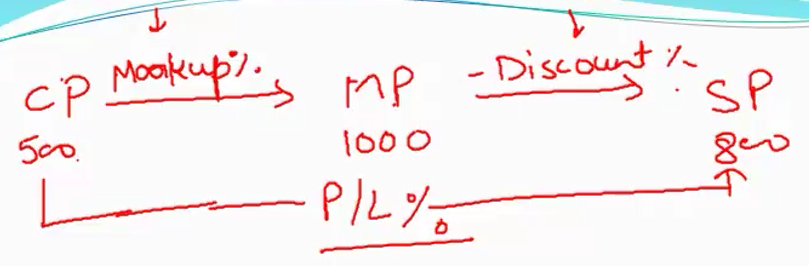 CP Markup% MP - Discount % SP
500 1000 800
P/L %